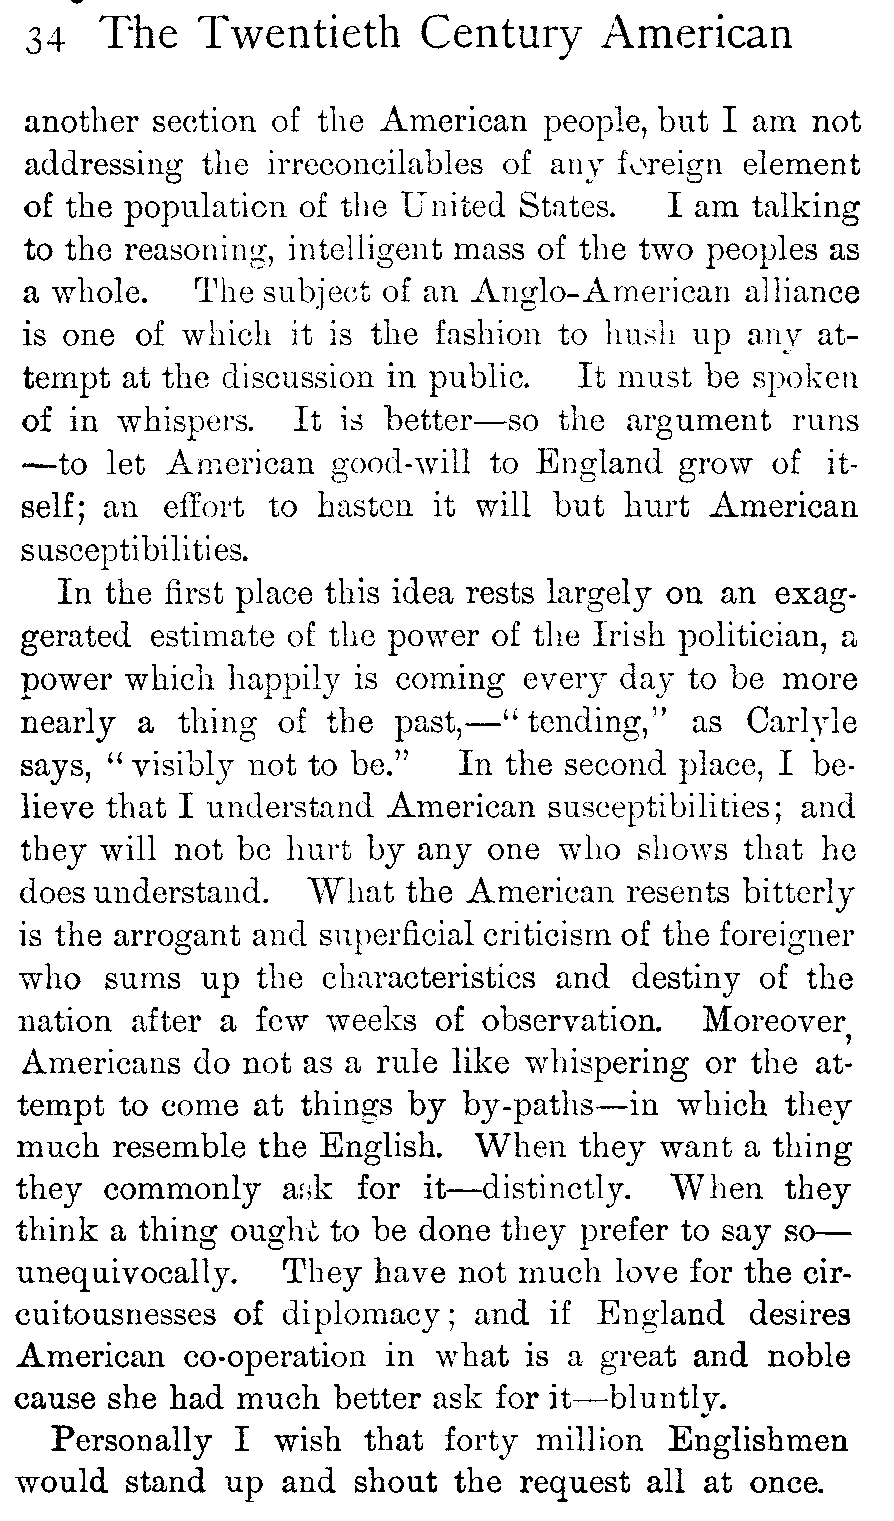 34 The Twentieth Century American
another section of the American people, but I am not
addressing the irreconcilables of any foreign element
of the population of the United States. I am talking
to the reasoning, intelligent mass of the two peoples as
a whole. The subject of an Anglo-American alliance
is one of which it is the fashion to hush up any at-
tempt at the discussion in public. It must be spoken
of in whispers. It is better—so the argument runs
—to let American good-will to England grow of it-
self; an effort to hasten it will but hurt American
susceptibilities.
In the first place this idea rests largely on an exag-
gerated estimate of the power of the Irish politician, a
power which happily is coming every day to be more
nearly a thing of the past,—"tending," as Carlyle
says, "visibly not to be." In the second place, I be-
lieve that I understand American susceptibilities; and
they will not be hurt by any one who shows that he
does understand. What the American resents bitterly
is the arrogant and superficial criticism of the foreigner
who sums up the characteristics and destiny of the
nation after a few weeks of observation. Moreover,
Americans do not as a rule like whispering or the at-
tempt to come at things by by-paths—in which they
much resemble the English. When they want a thing
they commonly ask for it—distinctly. When they
think a thing ought to be done they prefer to say so—
unequivocally. They have not much love for the cir-
cuitousnesses of diplomacy; and if England desires
American co-operation in what is a great and noble
cause she had much better ask for it—bluntly.
Personally I wish that forty million Englishmen
would stand up and shout the request all at once.